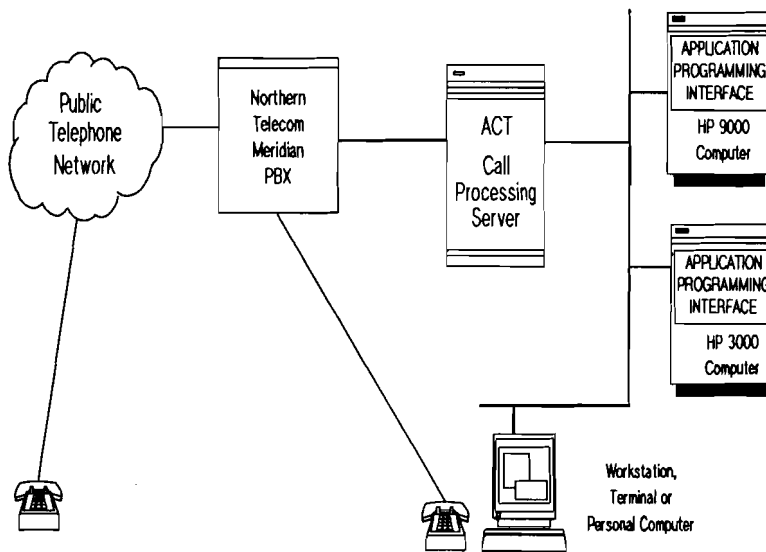 Public
Telephone
Network
Northern
Telecom
Meridian
PBX
ACT
Call
Processing
Server
APPLICATION
PROGRAMMING
INTERFACE
HP 9000
Computer
APPLICATION
PROGRAMMING
INTERFACE
HP 3000
Computer
Workstation,
Terminal or
Personal Computer